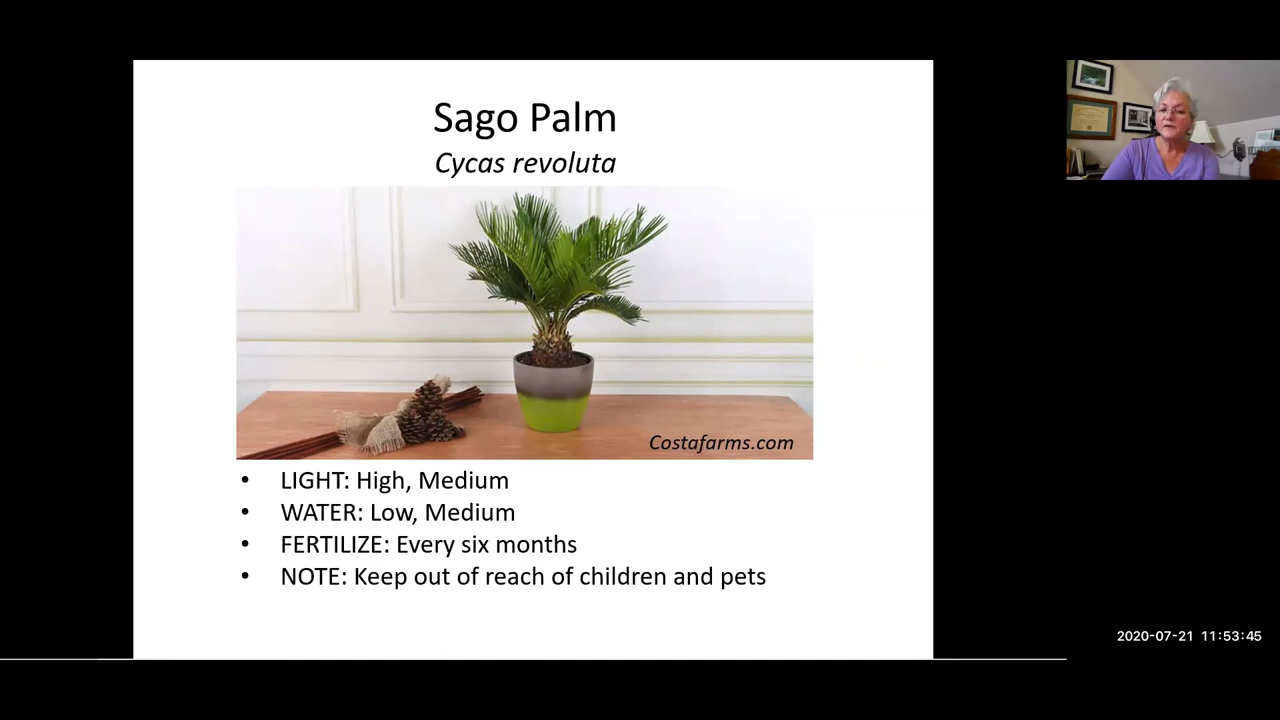 Sago Palm
Cycas revoluta
Costafarms.com
• LIGHT: High, Medium
• WATER: Low, Medium
• FERTILIZE: Every six months
• NOTE: Keep out of reach of children and pets
2020-07-21 11:53:45